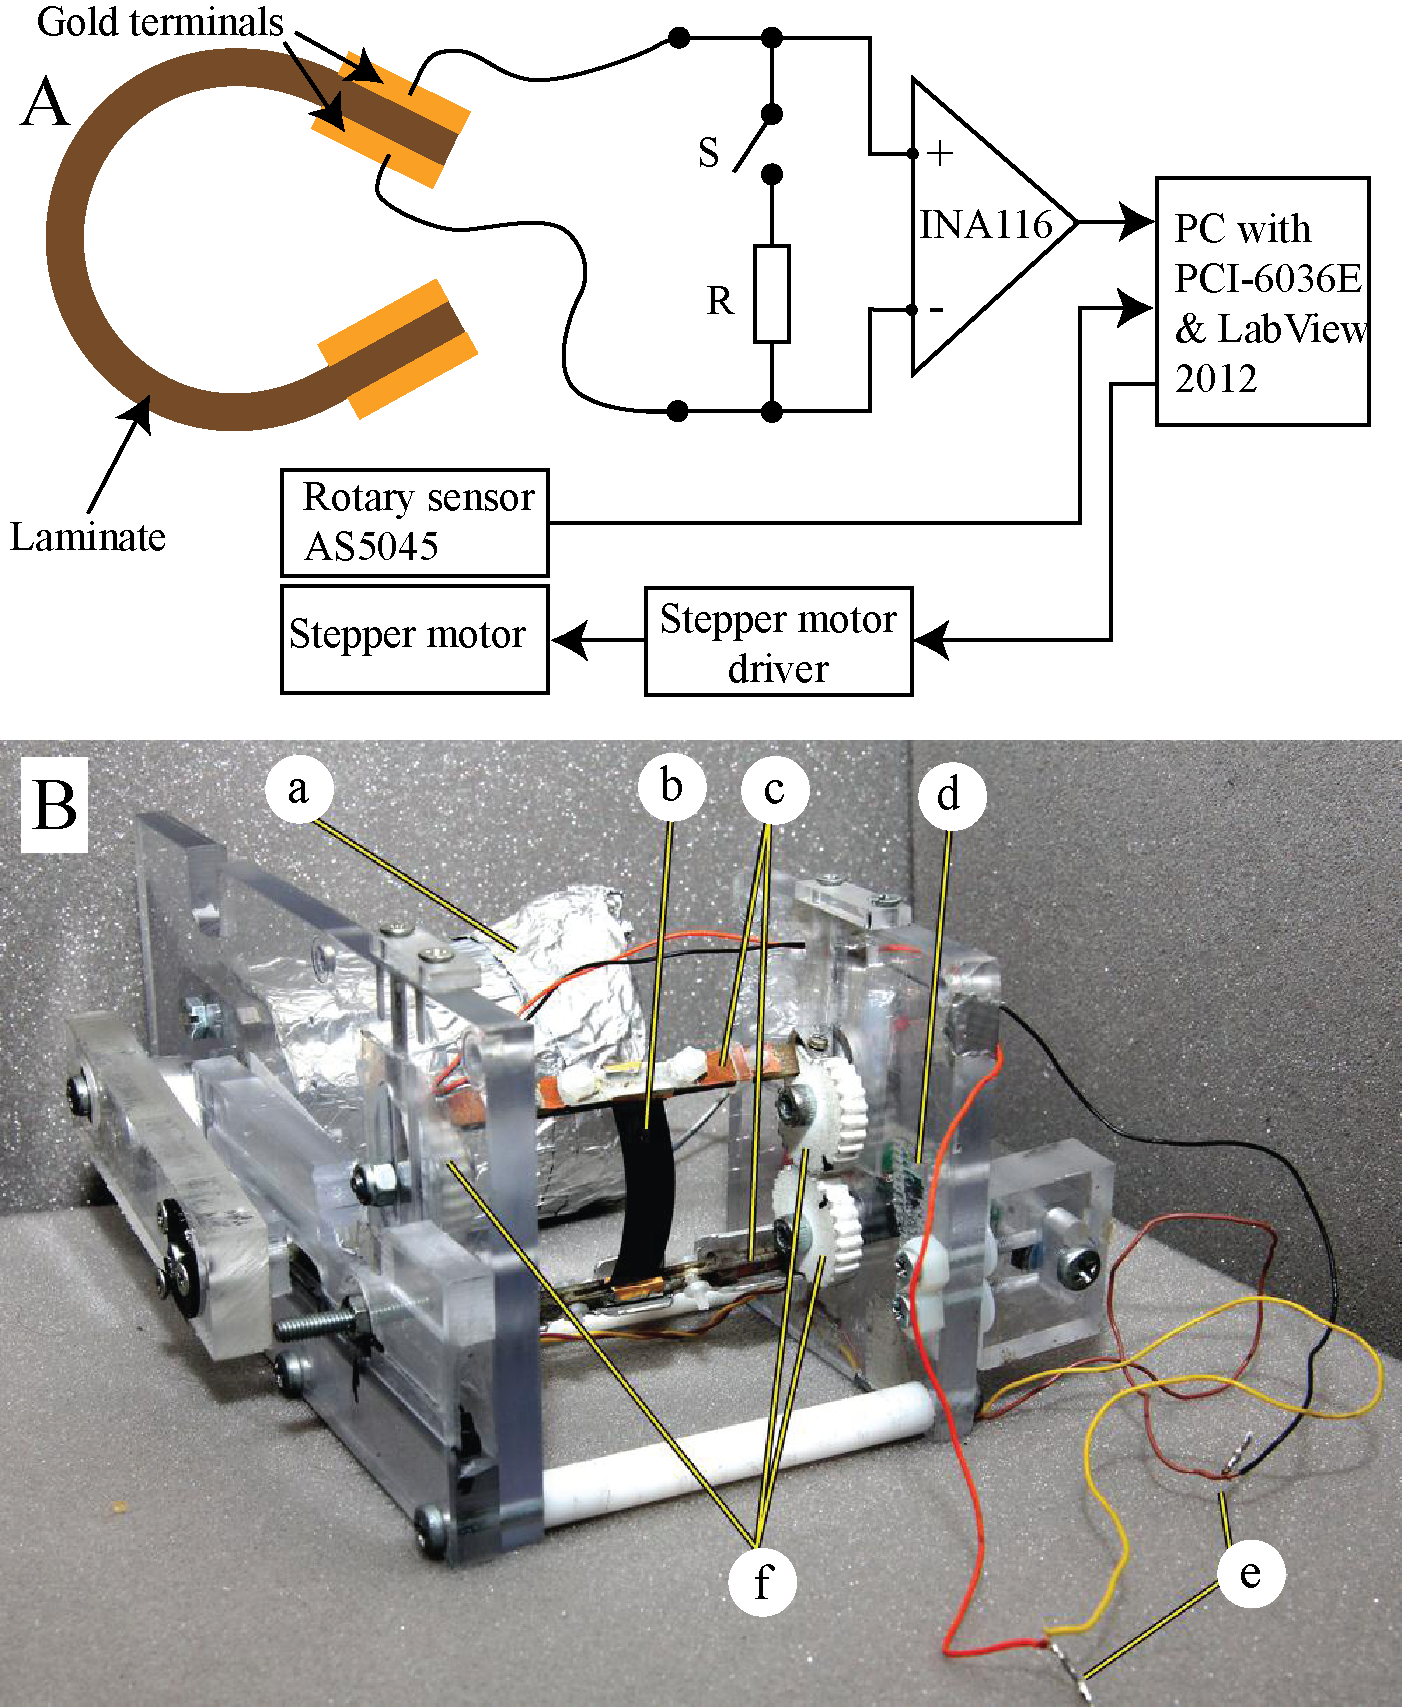 Gold terminals
A
S
+
INA116
R
-
PC with
PCI-6036E
& LabView
2012
Laminate
Rotary sensor
AS5045
Stepper motor
Stepper motor
driver
B
a
b
c
d
e
f